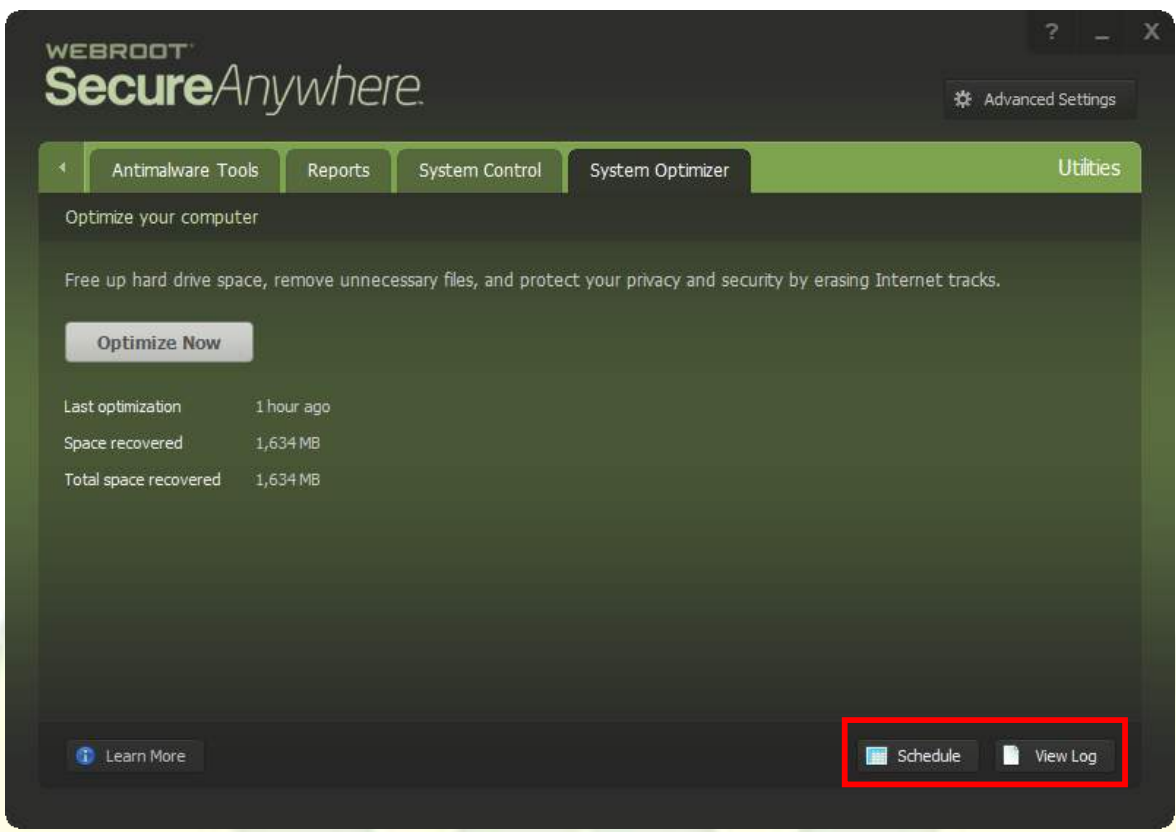 ? _ X
WEBROOT
SecureAnywhere.
Advanced Settings
Antimalware Tools Reports System Control System Optimizer Utilities
Optimize your computer
Free up hard drive space, remove unnecessary files, and protect your privacy and security by erasing Internet tracks.
Optimize Now
Last optimization 1 hour ago
Space recovered 1,634 MB
Total space recovered 1,634 MB
Learn More Schedule View Log